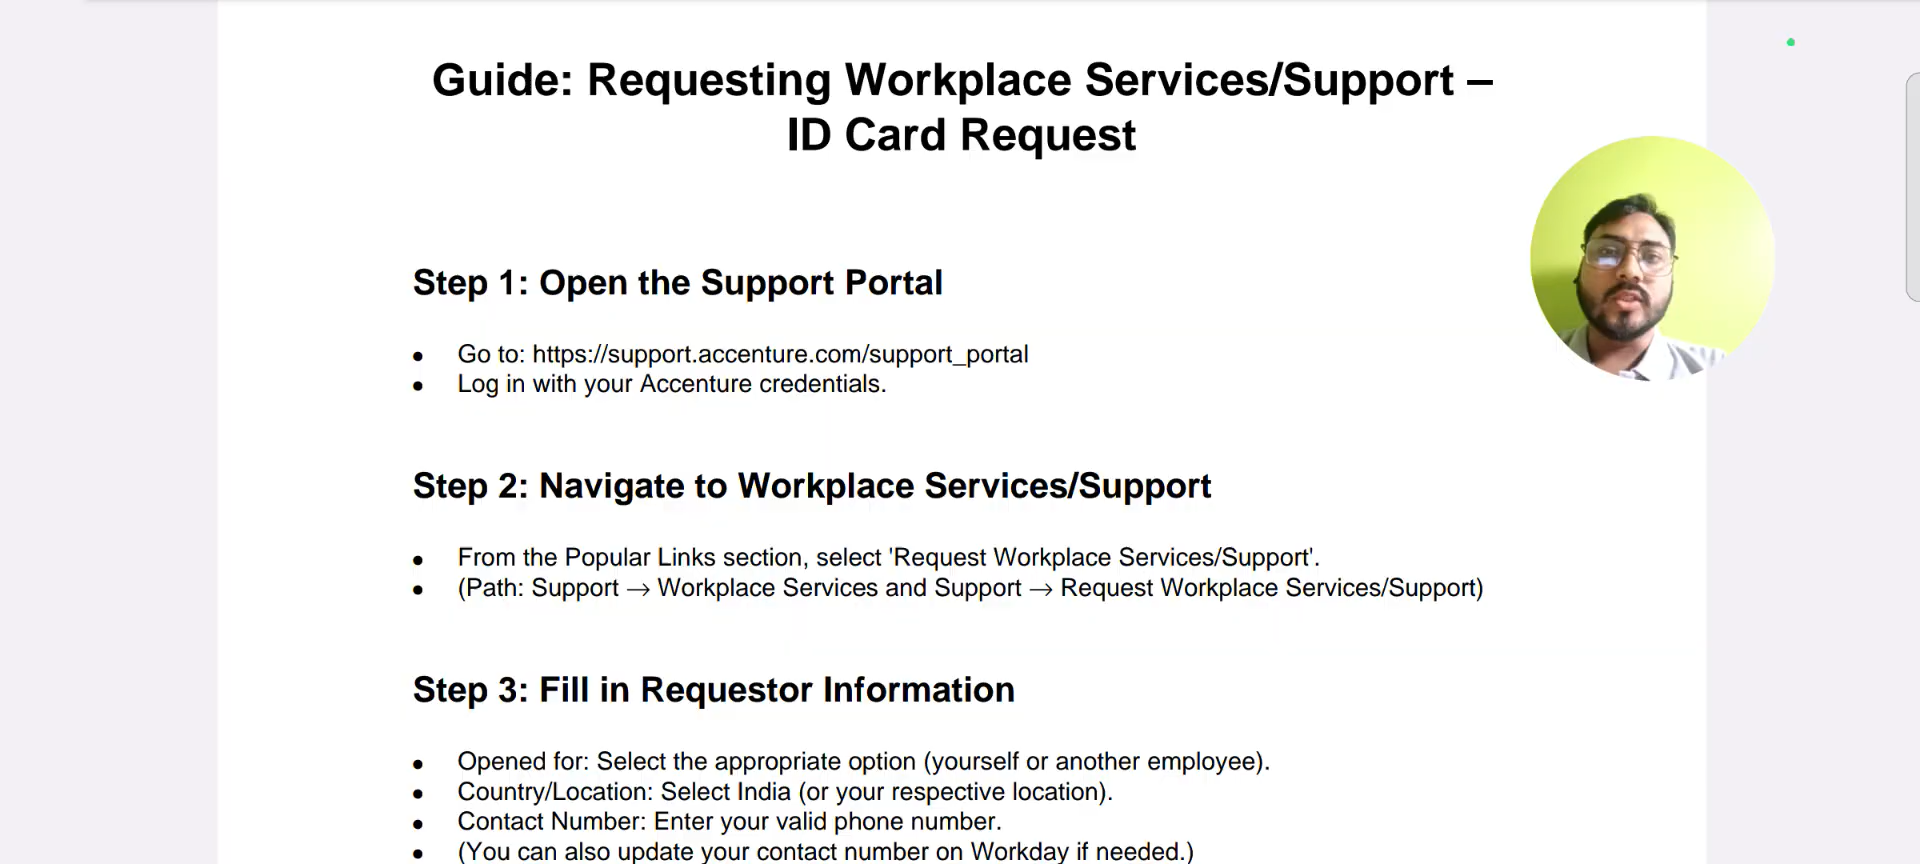 Guide: Requesting Workplace Services/Support –
ID Card Request
Step 1: Open the Support Portal
● Go to: https://support.accenture.com/support_portal
● Log in with your Accenture credentials.
Step 2: Navigate to Workplace Services/Support
● From the Popular Links section, select 'Request Workplace Services/Support'.
● (Path: Support → Workplace Services and Support → Request Workplace Services/Support)
Step 3: Fill in Requestor Information
● Opened for: Select the appropriate option (yourself or another employee).
● Country/Location: Select India (or your respective location).
● Contact Number: Enter your valid phone number.
● (You can also update your contact number on Workday if needed.)